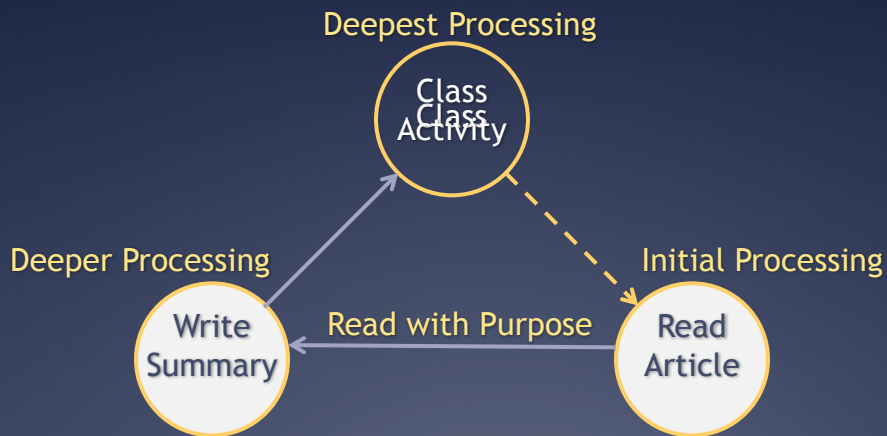 Deepest Processing
Class
Class
Activity
Deeper Processing
Initial Processing
Write
Summary
Read with Purpose
Read
Article